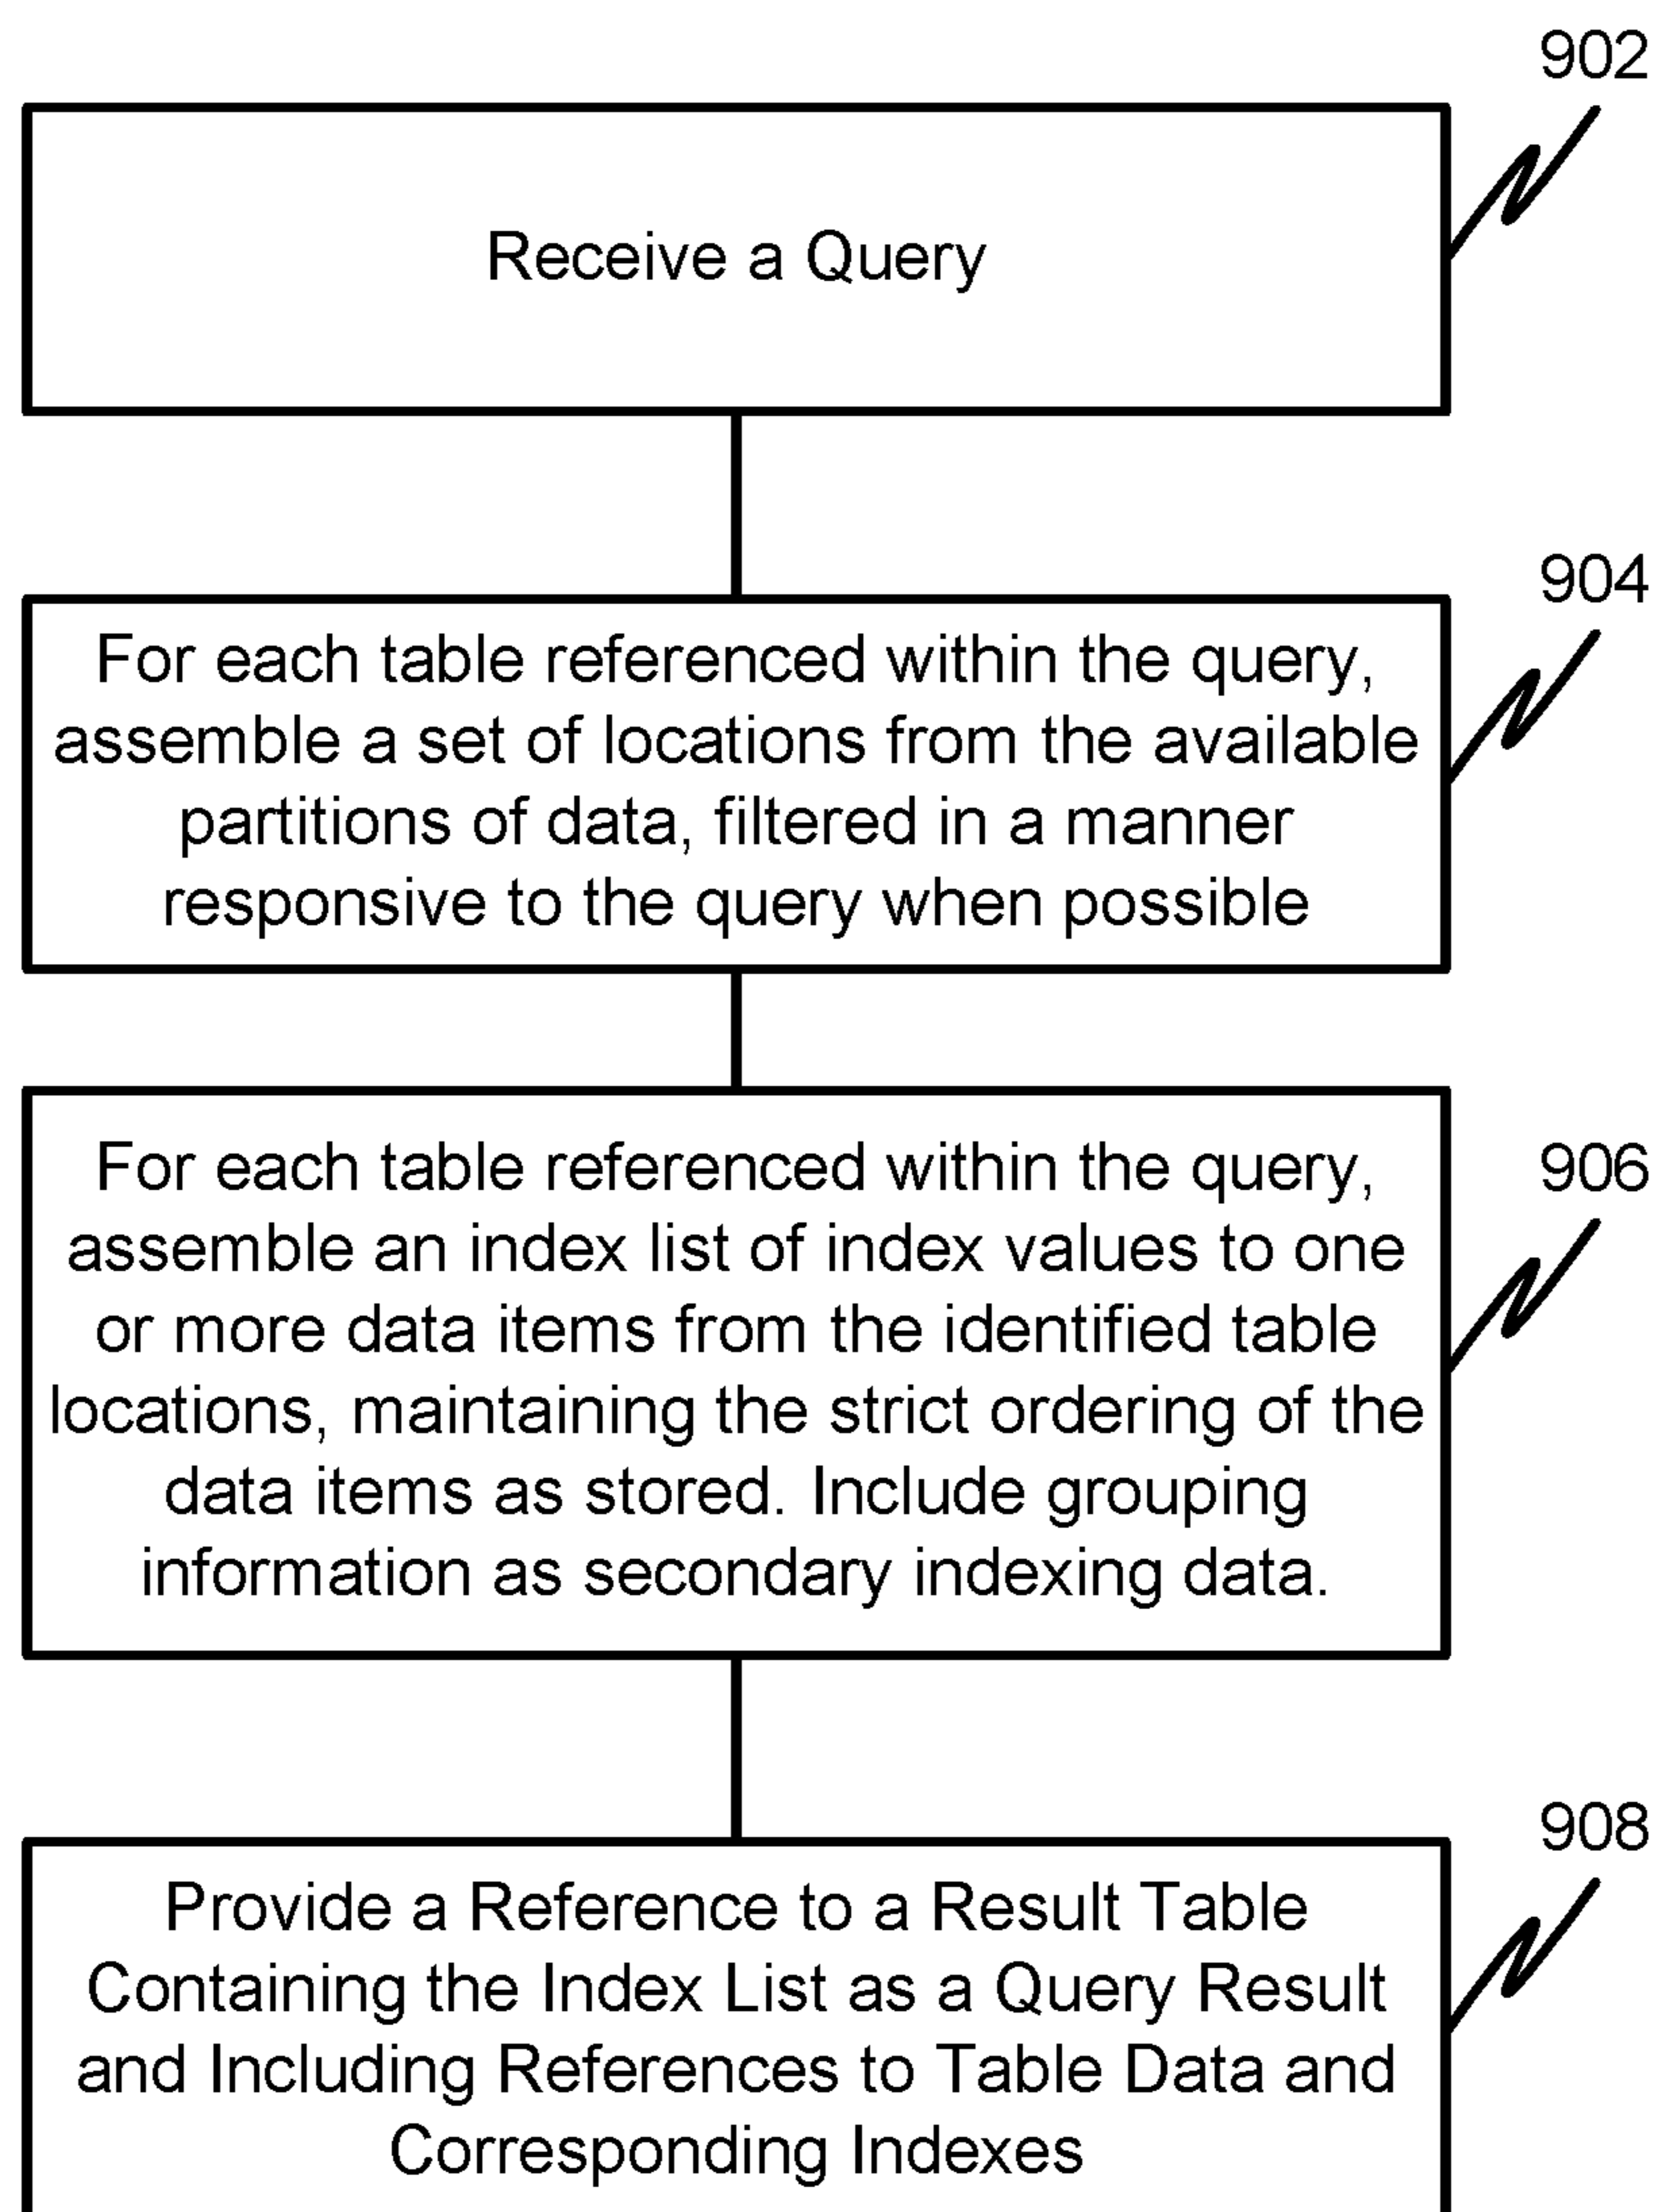 902
Receive a Query
904
For each table referenced within the query,
assemble a set of locations from the available
partitions of data, filtered in a manner
responsive to the query when possible
906
For each table referenced within the query,
assemble an index list of index values to one
or more data items from the identified table
locations, maintaining the strict ordering of the
data items as stored. Include grouping
information as secondary indexing data.
908
Provide a Reference to a Result Table
Containing the Index List as a Query Result
and Including References to Table Data and
Corresponding Indexes